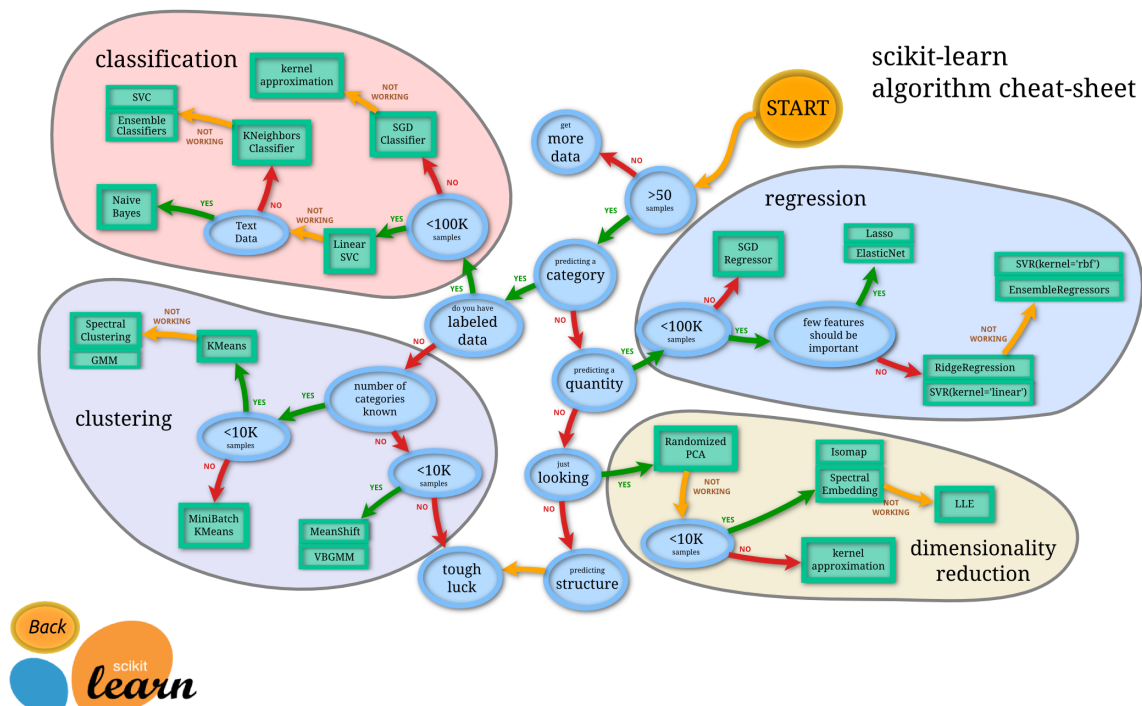 scikit-learn
algorithm cheat-sheet
START
get
more
data
NO
>50
samples
YES
predicting a
category
YES
NO
do you have
labeled
data
YES
NO
predicting a
quantity
YES
NO
just
looking
YES
NO
predicting
structure
tough
luck
classification
kernel
approximation
NOT
WORKING
SVC
Ensemble
Classifiers
NOT
WORKING
KNeighbors
Classifier
SGD
Classifier
NO
<100K
samples
YES
Linear
SVC
NOT
WORKING
Text
Data
NO
YES
Naive
Bayes
regression
SGD
Regressor
NO
<100K
samples
YES
few features
should be
important
YES
Lasso
ElasticNet
NO
RidgeRegression
SVR(kernel='linear')
NOT
WORKING
SVR(kernel='rbf')
EnsembleRegressors
clustering
Spectral
Clustering
GMM
NOT
WORKING
KMeans
YES
<10K
samples
YES
number of
categories
known
NO
NO
MiniBatch
KMeans
<10K
samples
YES
NO
MeanShift
VBGMM
dimensionality
reduction
Randomized
PCA
NOT
WORKING
<10K
samples
YES
NO
Isomap
Spectral
Embedding
NOT
WORKING
LLE
kernel
approximation
Back
scikit
learn